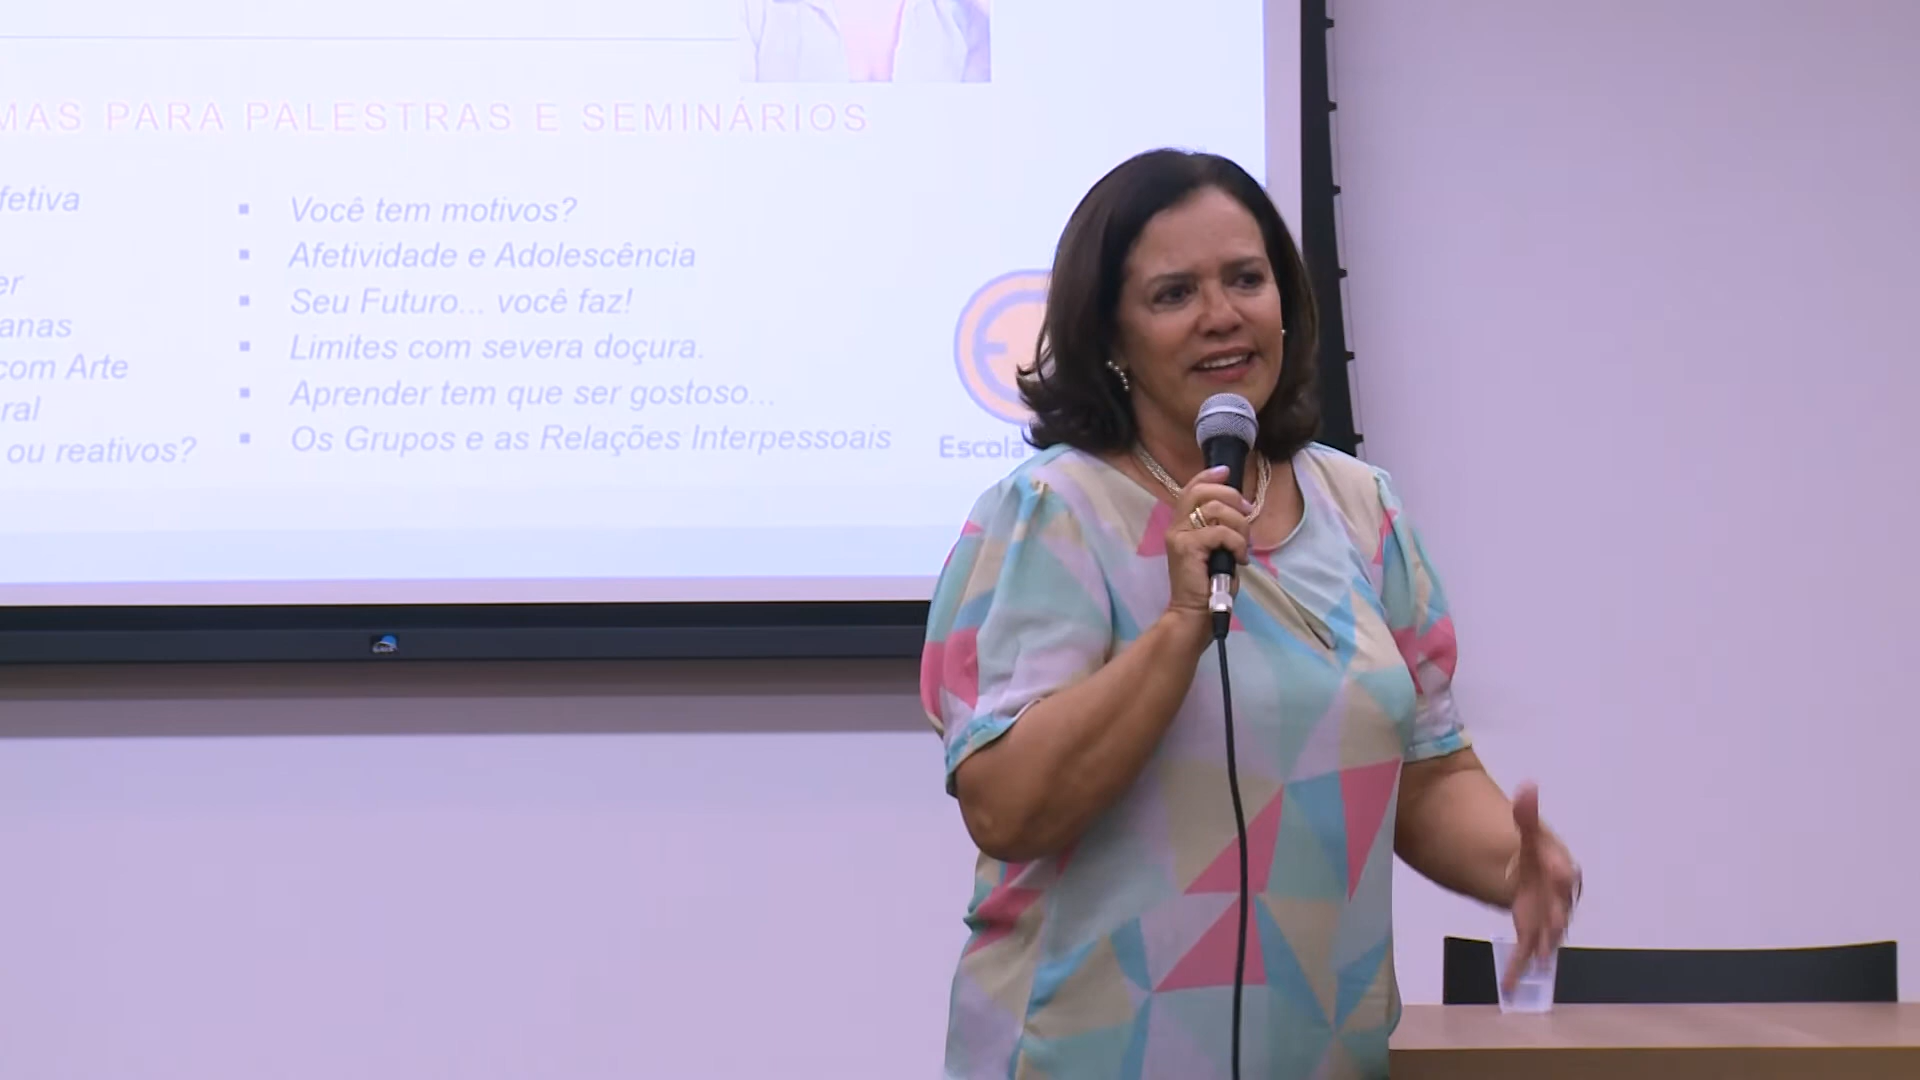 MAS PARA PALESTRAS E SEMINÁRIOS
fetiva
er
anas
com Arte
ral
ou reativos?
Você tem motivos?
Afetividade e Adolescência
Seu Futuro... você faz!
Limites com severa doçura.
Aprender tem que ser gostoso...
Os Grupos e as Relações Interpessoais
Escola